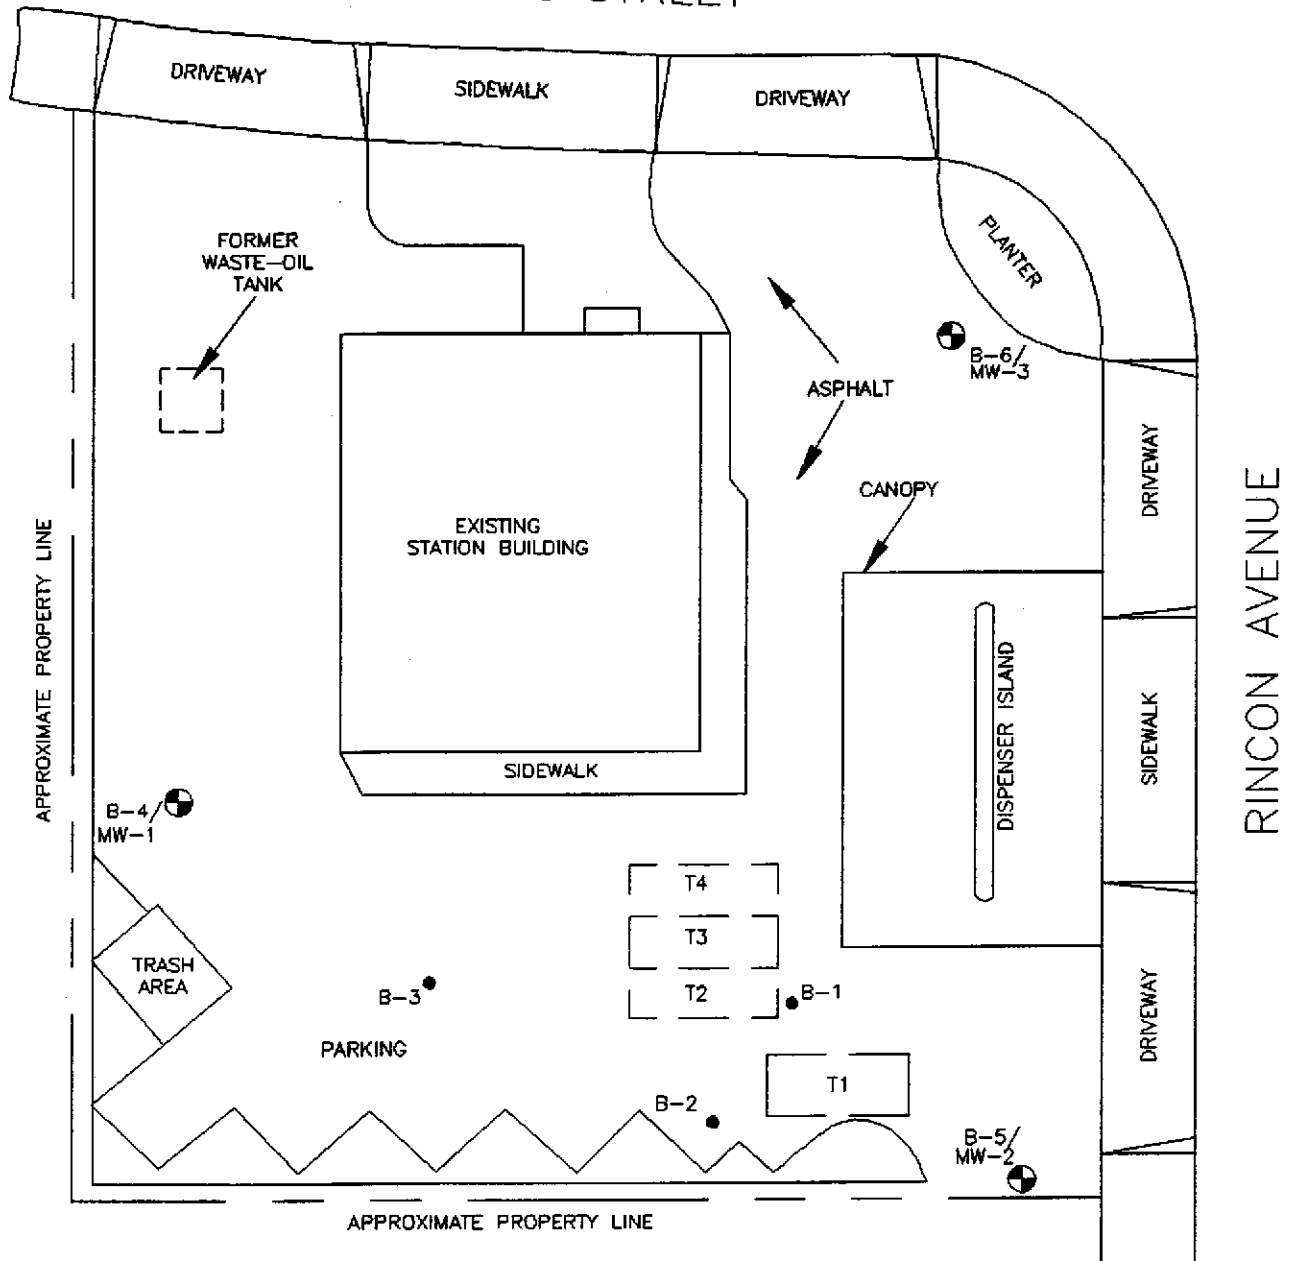 STREET
DRIVEWAY
SIDEWALK
DRIVEWAY
PLANTER
FORMER
WASTE-OIL
TANK
B-6/
MW-3
ASPHALT
CANOPY
DRIVEWAY
EXISTING
STATION BUILDING
APPROXIMATE PROPERTY LINE
RINCON AVENUE
DISPENSER ISLAND
SIDEWALK
SIDEWALK
B-4/
MW-1
T4
T3
T2
TRASH
AREA
B-3
B-1
PARKING
DRIVEWAY
T1
B-2
B-5/
MW-2
APPROXIMATE PROPERTY LINE